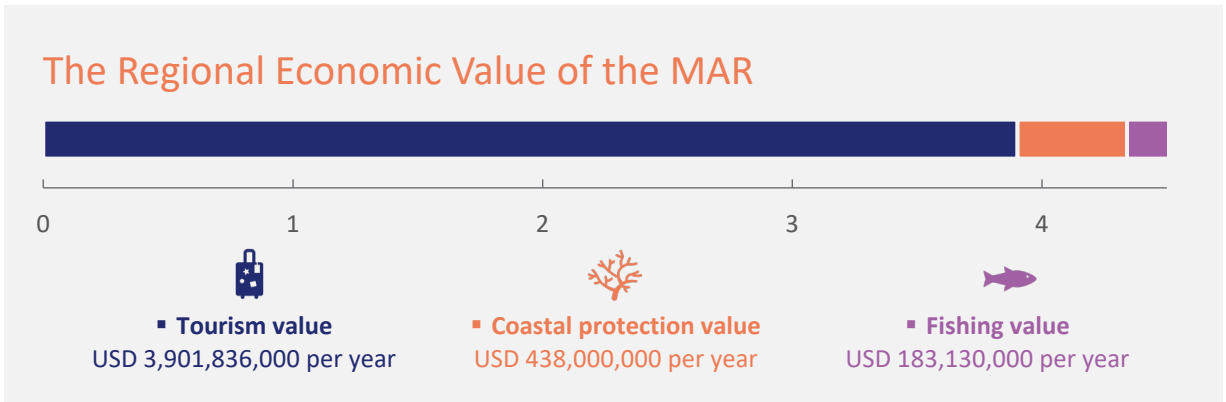 The Regional Economic Value of the MAR
0 1 2 3 4
▪ Tourism value
USD 3,901,836,000 per year
▪ Coastal protection value
USD 438,000,000 per year
▪ Fishing value
USD 183,130,000 per year